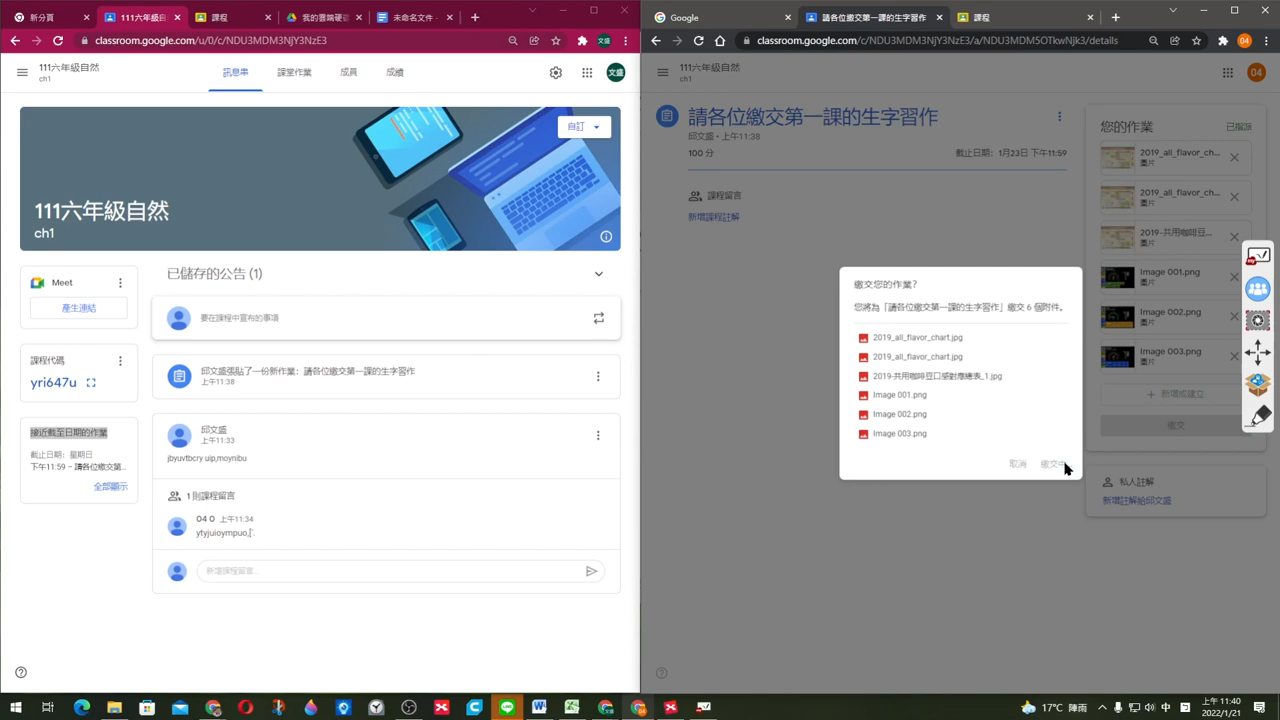 新分頁
111六年級自
課程
我的雲端硬碟
未命名文件 -
classroom.google.com/u/0/c/NDU3MDM3NjY3NzE3
111六年級自然
ch1
訊息串
課堂作業
成員
成績
文盛
自訂
111六年級自然
ch1
Meet
產生連結
課程代碼
yri647u
接近截至日期的作業
截止日期：星期日
下午11:59 – 請各位繳交第...
全部顯示
已儲存的公告 (1)
要在課程中宣布的事項
邱文盛張貼了一份新作業：請各位繳交第一課的生字習作
上午11:38
邱文盛
上午11:33
jbyuvtbcry uip,moynibu
1 則課程留言
04 0 上午11:34
ytyjuioympuo,['.
新增課程留言...
Google
請各位繳交第一課的生字習作
課程
classroom.google.com/c/NDU3MDM3NjY3NzE3/a/NDU3MDM5OTkwNjk3/details
111六年級自然
ch1
04
請各位繳交第一課的生字習作
邱文盛 • 上午11:38
100 分
截止日期：1月23日 下午11:59
課程留言
新增課程註解
您的作業
已指派
2019_all_flavor_ch...
圖片
2019_all_flavor_ch...
圖片
2019-共用咖啡豆...
圖片
Image 001.png
圖片
Image 002.png
圖片
Image 003.png
圖片
新增或建立
繳交
私人註解
新增註解給邱文盛
繳交您的作業?
您將為「請各位繳交第一課的生字習作」繳交 6 個附件。
2019_all_flavor_chart.jpg
2019_all_flavor_chart.jpg
2019-共用咖啡豆口感對應總表_1.jpg
Image 001.png
Image 002.png
Image 003.png
取消
繳交中
17°C 陣雨
中
上午 11:40
2022/1/21